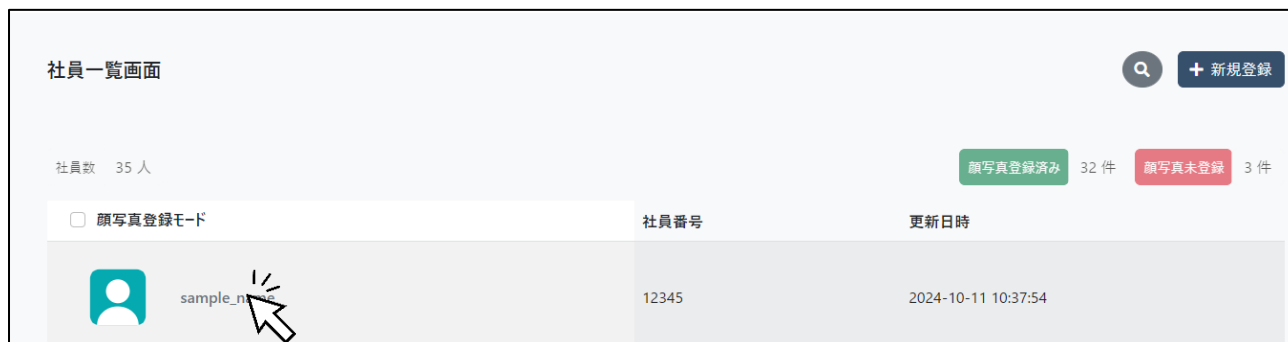 社員一覧画面
+ 新規登録
社員数 35 人
顔写真登録済み 32 件 顔写真未登録 3 件
顔写真登録モード 社員番号 更新日時
sample_name 12345 2024-10-11 10:37:54